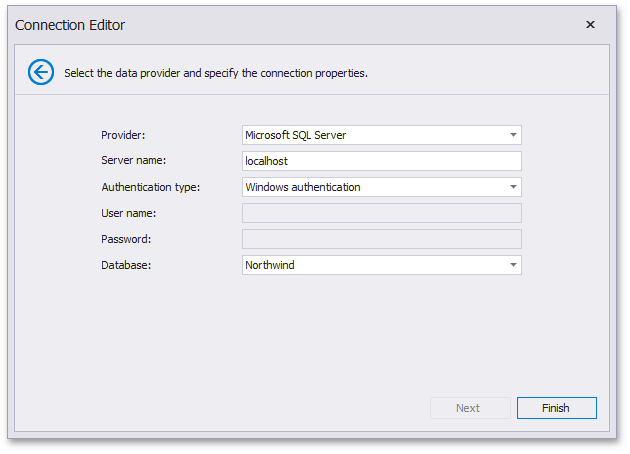 Connection Editor
Select the data provider and specify the connection properties.
Provider: Microsoft SQL Server
Server name: localhost
Authentication type: Windows authentication
User name:
Password:
Database: Northwind
Next Finish